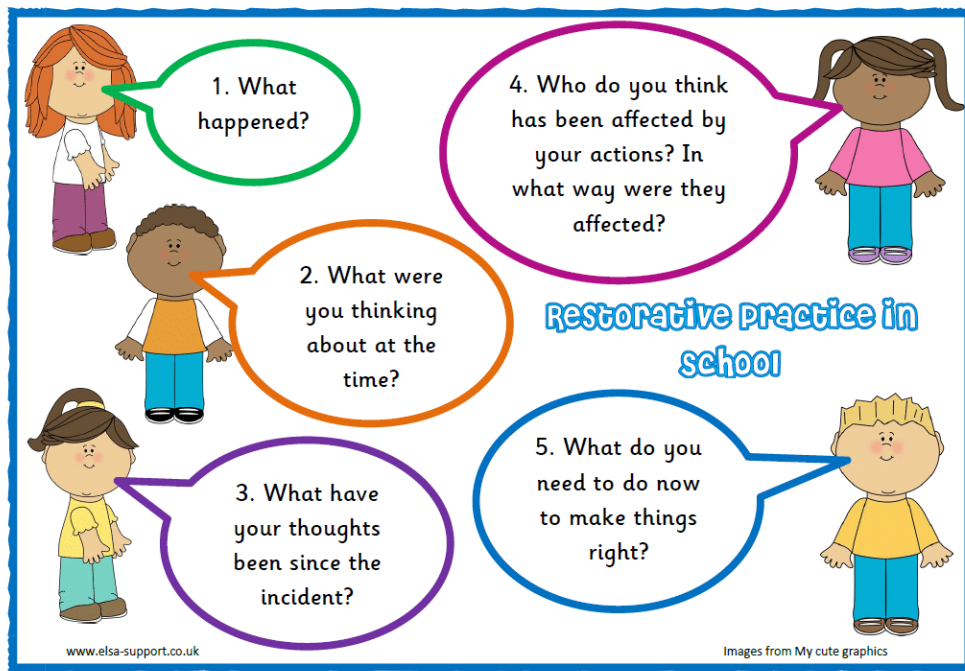 1. What
happened?
2. What were
you thinking
about at the
time?
3. What have
your thoughts
been since the
incident?
4. Who do you think
has been affected by
your actions? In
what way were they
affected?
Restorative Practice in
School
5. What do you
need to do now
to make things
right?
www.elsa-support.co.uk
Images from My cute graphics